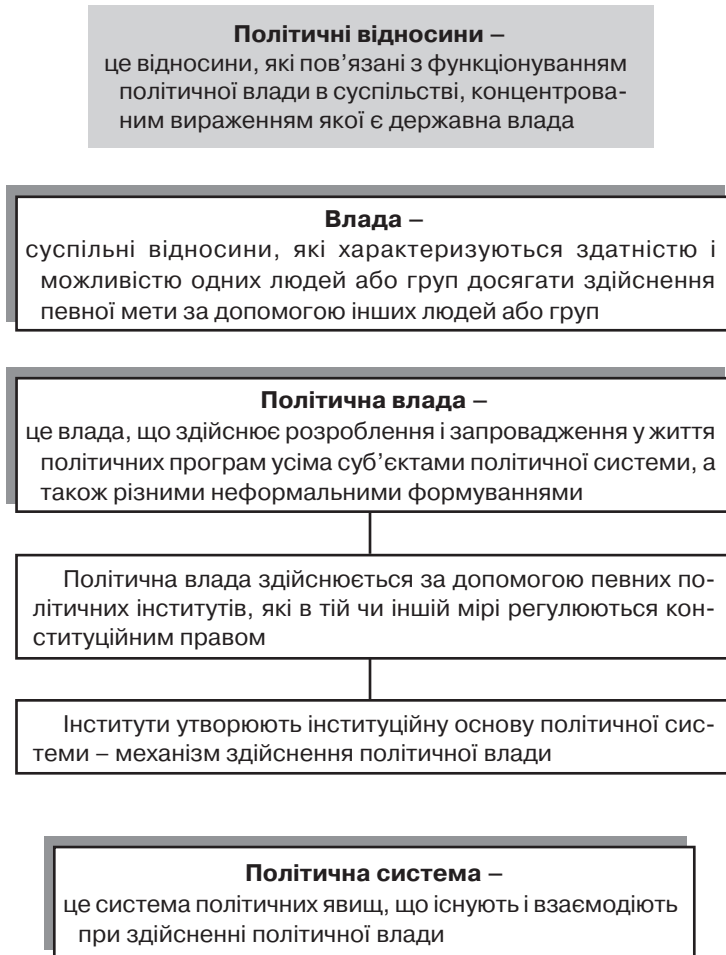 Політичні відносини –
це відносини, які пов’язані з функціонуванням
політичної влади в суспільстві, концентрова-
ним вираженням якої є державна влада
Влада –
суспільні відносини, які характеризуються здатністю і
можливістю одних людей або груп досягати здійснення
певної мети за допомогою інших людей або груп
Політична влада –
це влада, що здійснює розроблення і запровадження у життя
політичних програм усіма суб’єктами політичної системи, а
також різними неформальними формуваннями
Політична влада здійснюється за допомогою певних по-
літичних інститутів, які в тій чи іншій мірі регулюються кон-
ституційним правом
Інститути утворюють інституційну основу політичної сис-
теми – механізм здійснення політичної влади
Політична система –
це система політичних явищ, що існують і взаємодіють
при здійсненні політичної влади